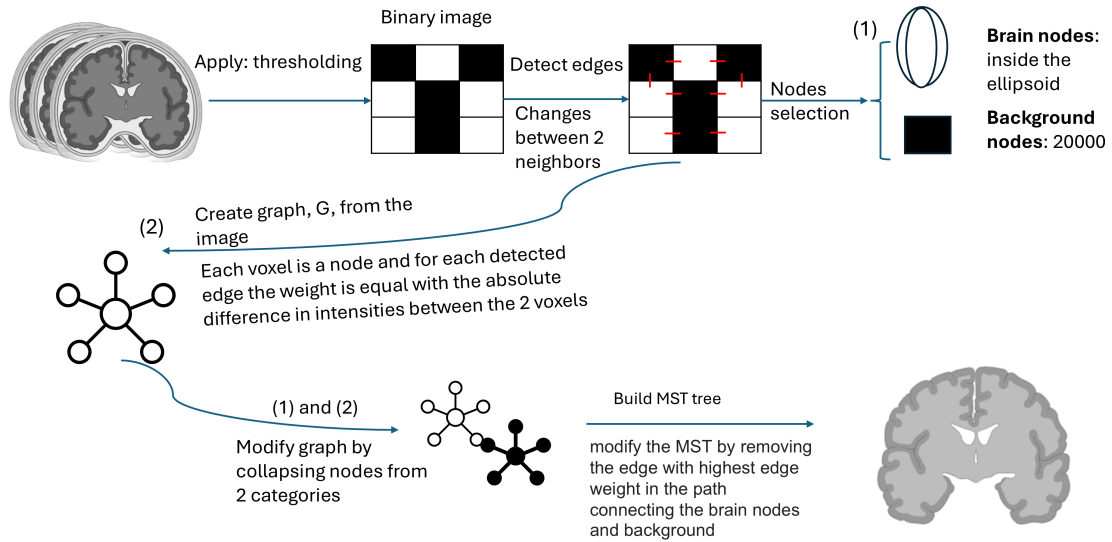 Binary image
Apply: thresholding
Detect edges
Changes
between 2
neighbors
Nodes
selection
(1)
Brain nodes:
inside the
ellipsoid
Background
nodes: 20000
(2)
Create graph, G, from the
image
Each voxel is a node and for each detected
edge the weight is equal with the absolute
difference in intensities between the 2 voxels
(1) and (2)
Modify graph by
collapsing nodes from
2 categories
Build MST tree
modify the MST by removing
the edge with highest edge
weight in the path
connecting the brain nodes
and background